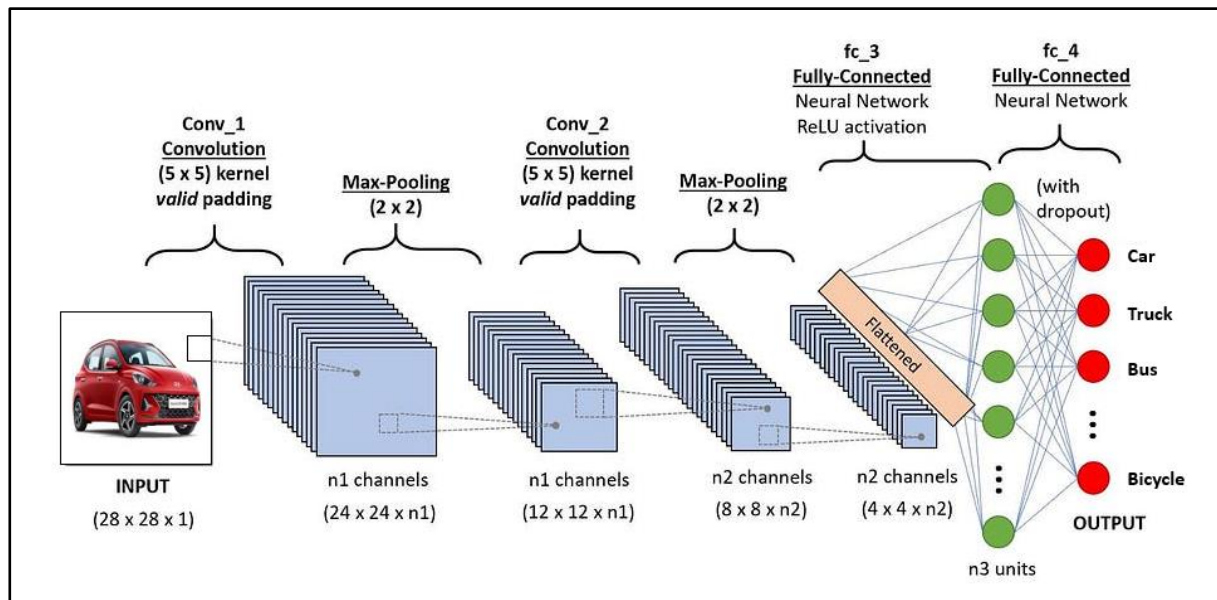 Conv_1
Convolution
(5 x 5) kernel
valid padding
Max-Pooling
(2 x 2)
Conv_2
Convolution
(5 x 5) kernel
valid padding
Max-Pooling
(2 x 2)
fc_3
Fully-Connected
Neural Network
ReLU activation
fc_4
Fully-Connected
Neural Network
(with
dropout)
Flattened
Car
Truck
Bus
Bicycle
INPUT
(28 x 28 x 1)
n1 channels
(24 x 24 x n1)
n1 channels
(12 x 12 x n1)
n2 channels
(8 x 8 x n2)
n2 channels
(4 x 4 x n2)
n3 units
OUTPUT